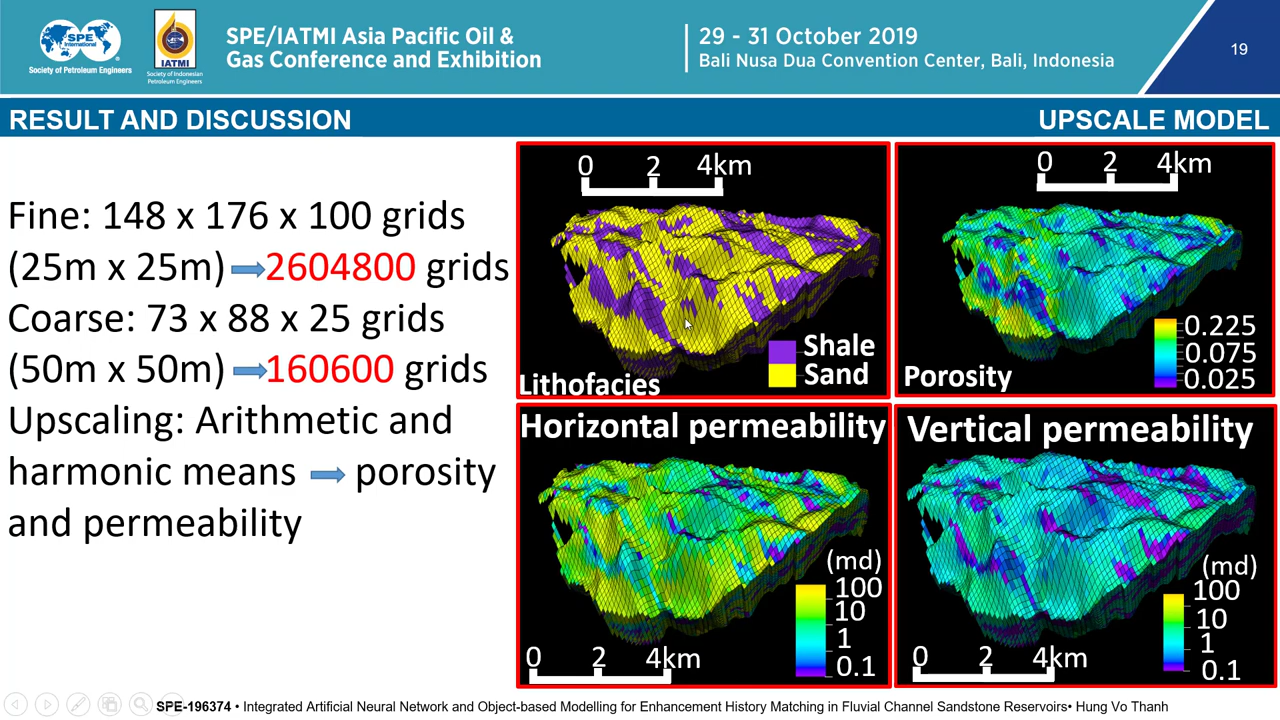 SPE
International
Society of Petroleum Engineers
IATMI
Society of Indonesian
Petroleum Engineers
SPE/IATMI Asia Pacific Oil &
Gas Conference and Exhibition
29 - 31 October 2019
Bali Nusa Dua Convention Center, Bali, Indonesia
19
RESULT AND DISCUSSION
UPSCALE MODEL
Fine: 148 x 176 x 100 grids
(25m x 25m) → 2604800 grids
Coarse: 73 x 88 x 25 grids
(50m x 50m) → 160600 grids
Upscaling: Arithmetic and
harmonic means → porosity
and permeability
0 2 4km
Shale
Sand
Lithofacies
0 2 4km
0.225
0.075
0.025
Porosity
Horizontal permeability
(md)
100
10
1
0.1
0 2 4km
Vertical permeability
(md)
100
10
1
0.1
0 2 4km
SPE-196374 • Integrated Artificial Neural Network and Object-based Modelling for Enhancement History Matching in Fluvial Channel Sandstone Reservoirs• Hung Vo Thanh